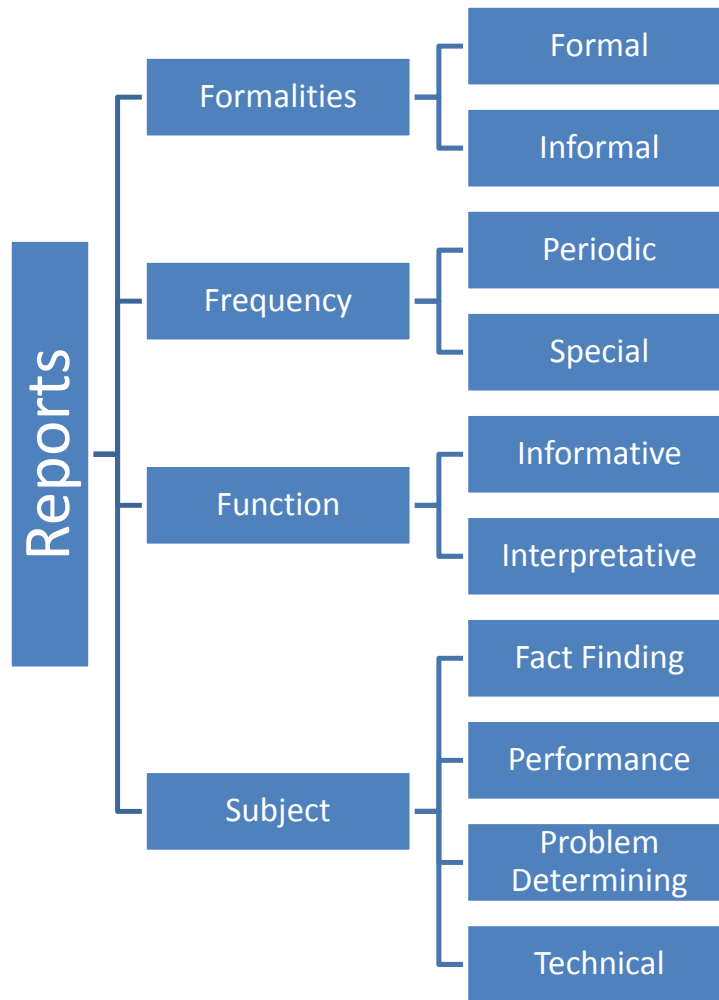 Reports
Formalities
Formal
Informal
Frequency
Periodic
Special
Function
Informative
Interpretative
Subject
Fact Finding
Performance
Problem
Determining
Technical